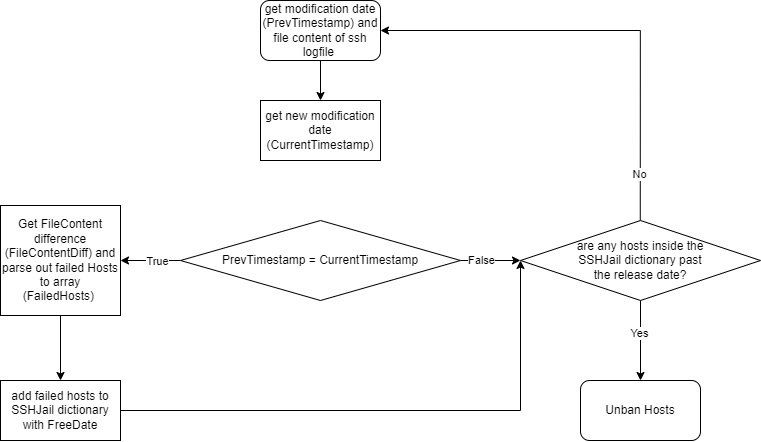 get modification date
(PrevTimestamp) and
file content of ssh
logfile
get new modification
date
(CurrentTimestamp)
No
Get FileContent
difference
(FileContentDiff) and
parse out failed Hosts
to array
(FailedHosts)
True
PrevTimestamp = CurrentTimestamp
False
are any hosts inside the
SSHJail dictionary past
the release date?
Yes
add failed hosts to
SSHJail dictionary
with FreeDate
Unban Hosts